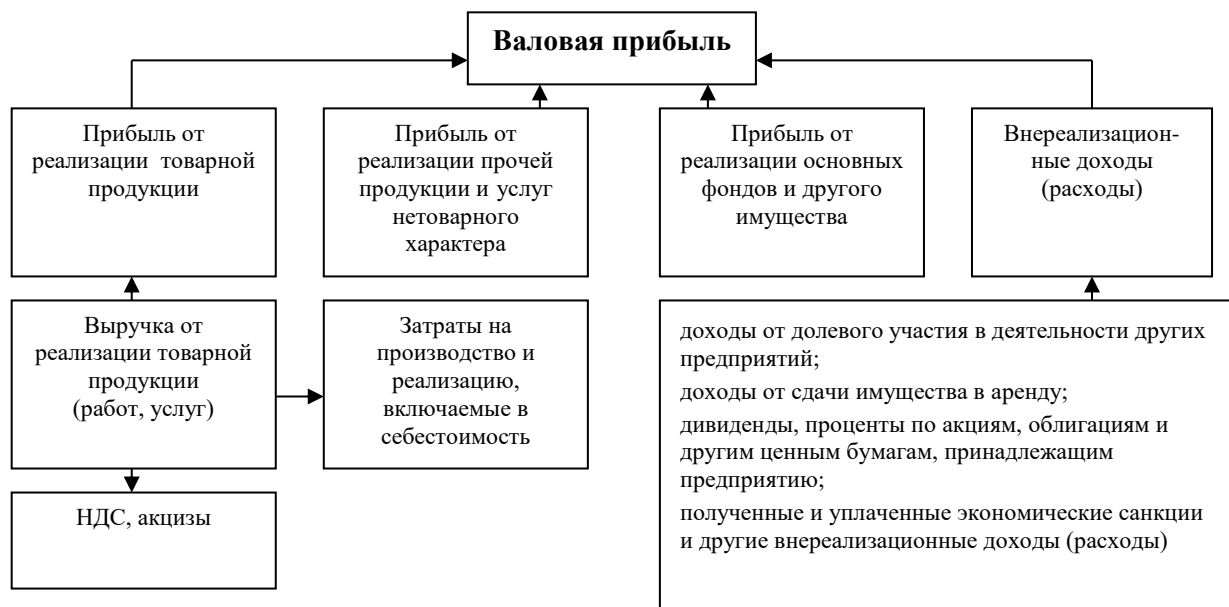 Валовая прибыль
Прибыль от
реализации товарной
продукции
Прибыль от
реализации прочей
продукции и услуг
нетоварного
характера
Прибыль от
реализации основных
фондов и другого
имущества
Внереализацион-
ные доходы
(расходы)
Выручка от
реализации товарной
продукции
(работ, услуг)
Затраты на
производство и
реализацию,
включаемые в
себестоимость
доходы от долевого участия в деятельности других
предприятий;
доходы от сдачи имущества в аренду;
дивиденды, проценты по акциям, облигациям и
другим ценным бумагам, принадлежащим
предприятию;
полученные и уплаченные экономические санкции
и другие внереализационные доходы (расходы)
НДС, акцизы